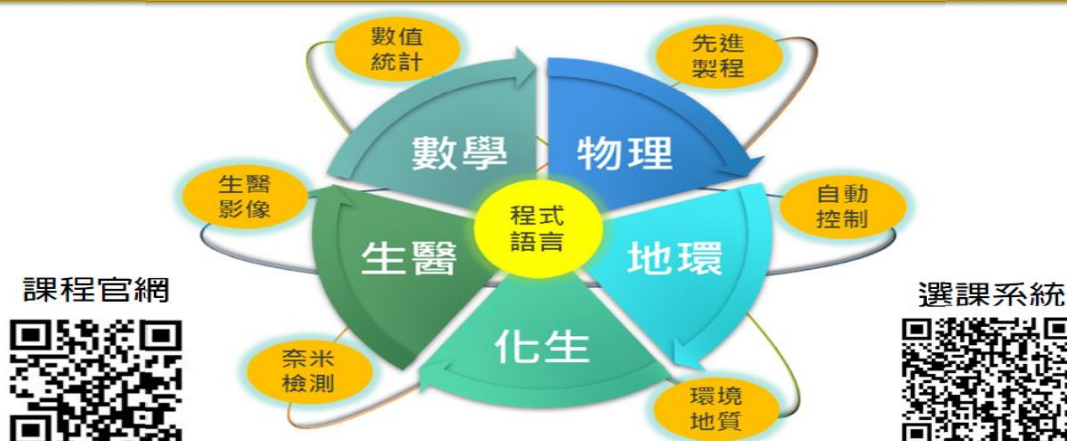 數值
統計
先進
製程
數學
物理
生醫
影像
程式
語言
自動
控制
生醫
地環
課程官網
選課系統
化生
奈米
檢測
環境
地質